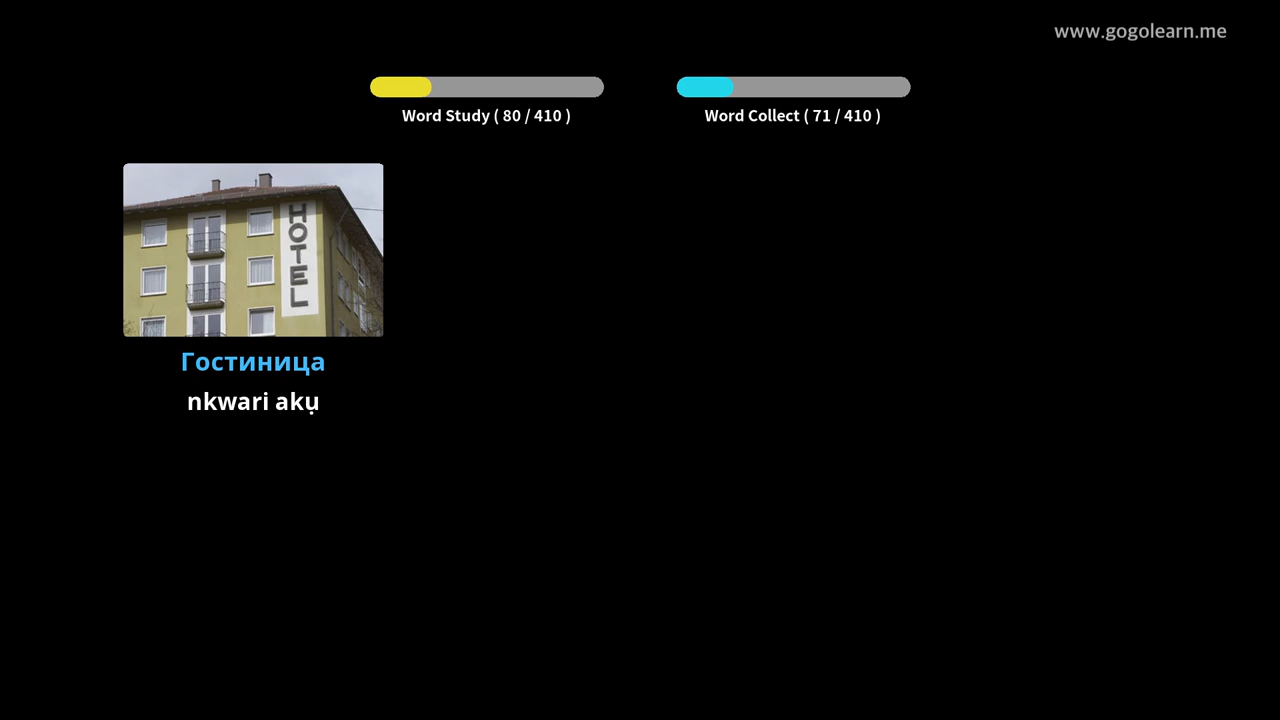 www.gogolearn.me
Word Study ( 80 / 410 )
Word Collect ( 71 / 410 )
HOTEL
Гостиница
nkwari akụ